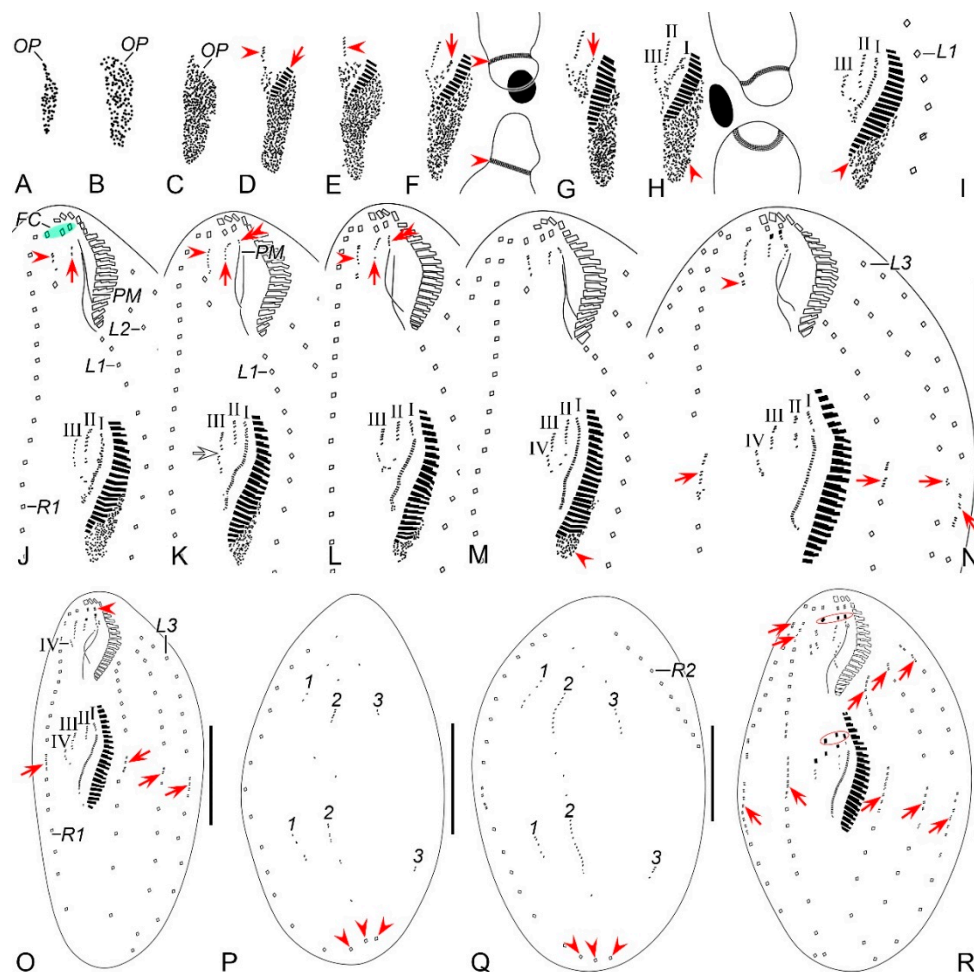 OP OP OP II III I III II I L1
A B C D E F G H I
FC PM PM L3
L2
L1 L1
III II I III II I III II I III II I III II I
IV IV
R1
J K L M N
IV L3 R2
1 2 3 1 2 3
III II I
IV
R1
1 2 3 1 2 3
O P Q R